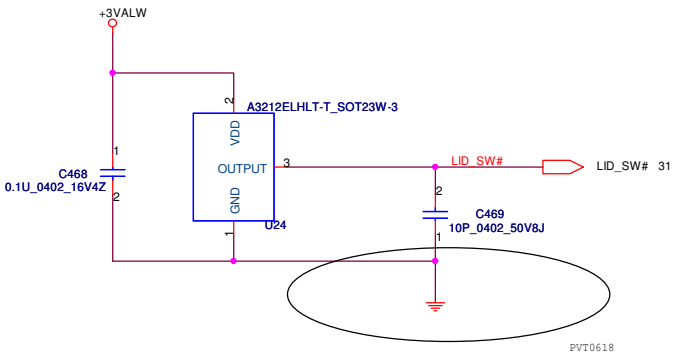 +3VALW
2
A3212ELHLT-T_SOT23W-3
VDD
1
OUTPUT
3
LID_SW#
LID_SW# 31
C468
0.1U_0402_16V4Z
2
GND
2
C469
10P_0402_50V8J
U24
1
1
PVT0618